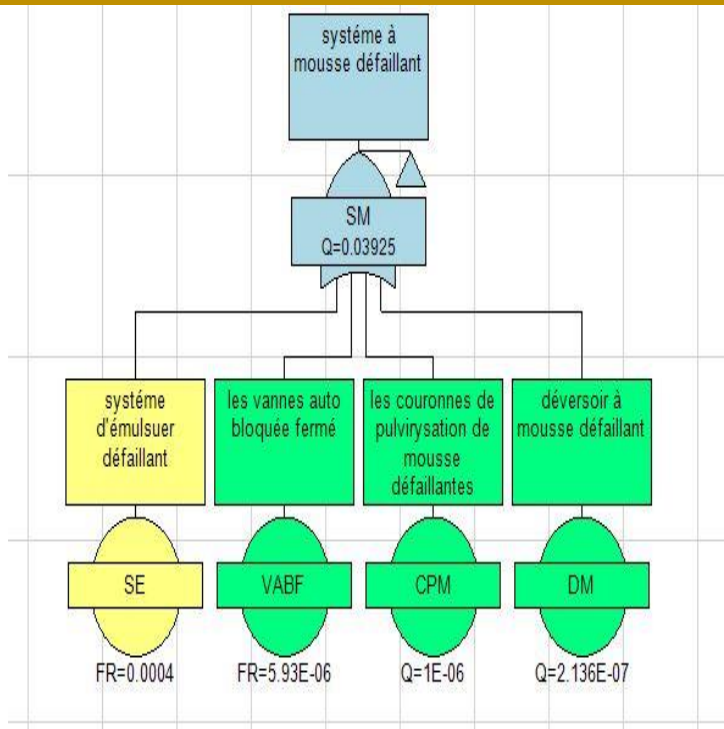 systéme à
mousse défaillant
SM
Q=0.03925
systéme
d'émulsuer
défaillant
les vannes auto
bloquée fermé
les couronnes de
pulvirysation de
mousse
défaillantes
déversoir à
mousse défaillant
SE
VABF
CPM
DM
FR=0.0004
FR=5.93E-06
Q=1E-06
Q=2.136E-07